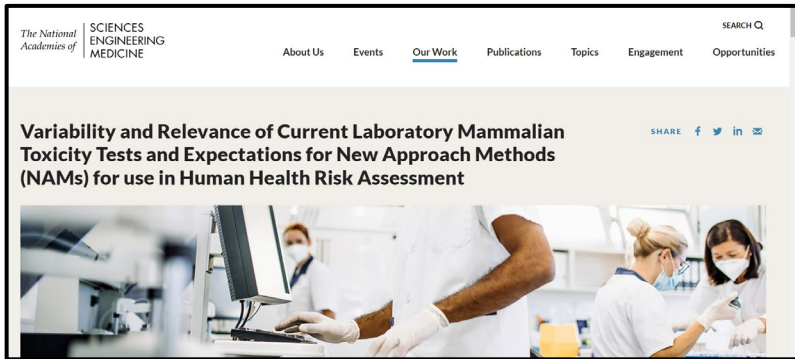 The National
Academies of
SCIENCES
ENGINEERING
MEDICINE
SEARCH
About Us Events Our Work Publications Topics Engagement Opportunities
Variability and Relevance of Current Laboratory Mammalian
Toxicity Tests and Expectations for New Approach Methods
(NAMs) for use in Human Health Risk Assessment
SHARE